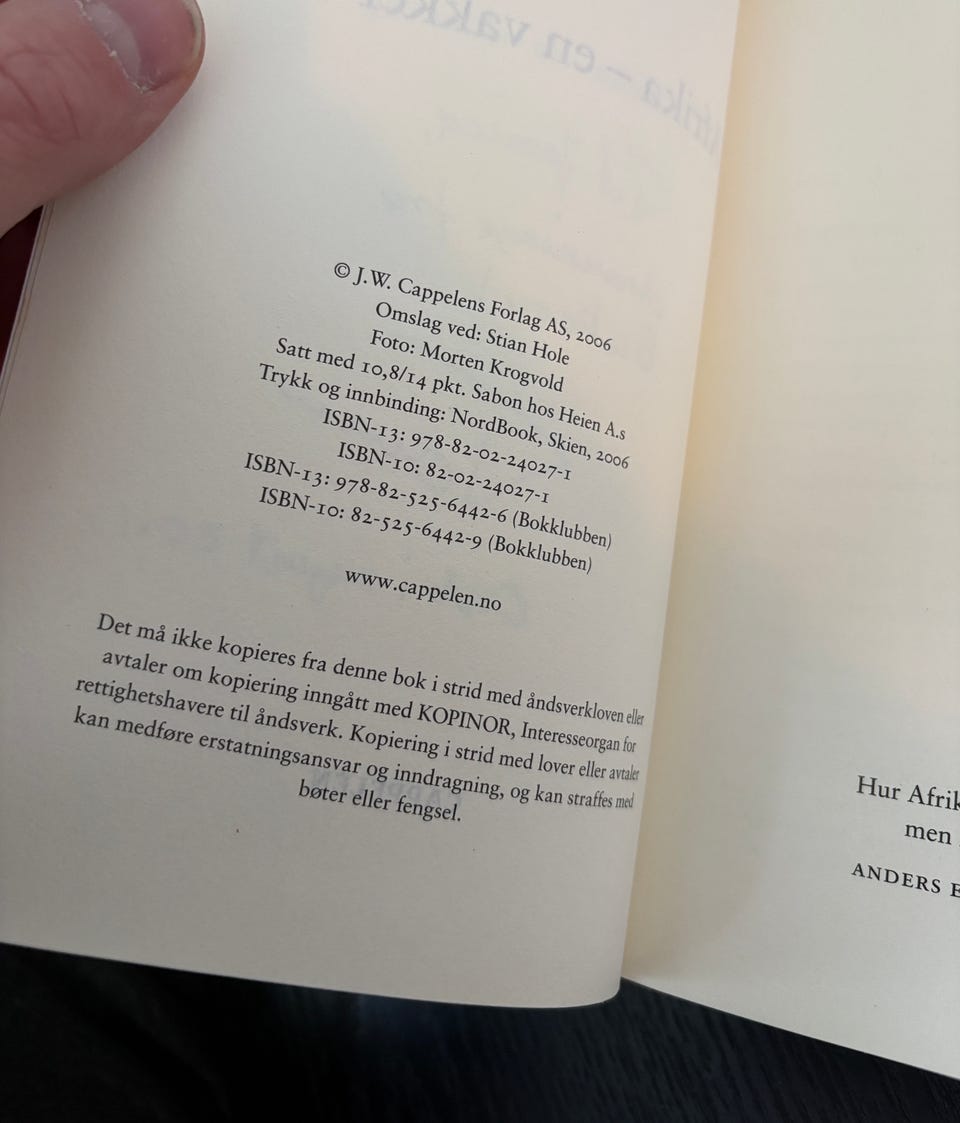 © J.W. Cappelens Forlag AS, 2006
Omslag ved: Stian Hole
Foto: Morten Krogvold
Satt med 10,8/14 pkt. Sabon hos Heien A.s
Trykk og innbinding: NordBook, Skien, 2006
ISBN-13: 978-82-02-24027-1
ISBN-10: 82-02-24027-1
ISBN-13: 978-82-525-6442-6 (Bokklubben)
ISBN-10: 82-525-6442-9 (Bokklubben)
www.cappelen.no
Det må ikke kopieres fra denne bok i strid med åndsverkloven eller
avtaler om kopiering inngått med KOPINOR, Interesseorgan for
rettighetshavere til åndsverk. Kopiering i strid med lover eller avtaler
kan medføre erstatningsansvar og inndragning, og kan straffes med
bøter eller fengsel.
Hur Afrik
men
ANDERS E